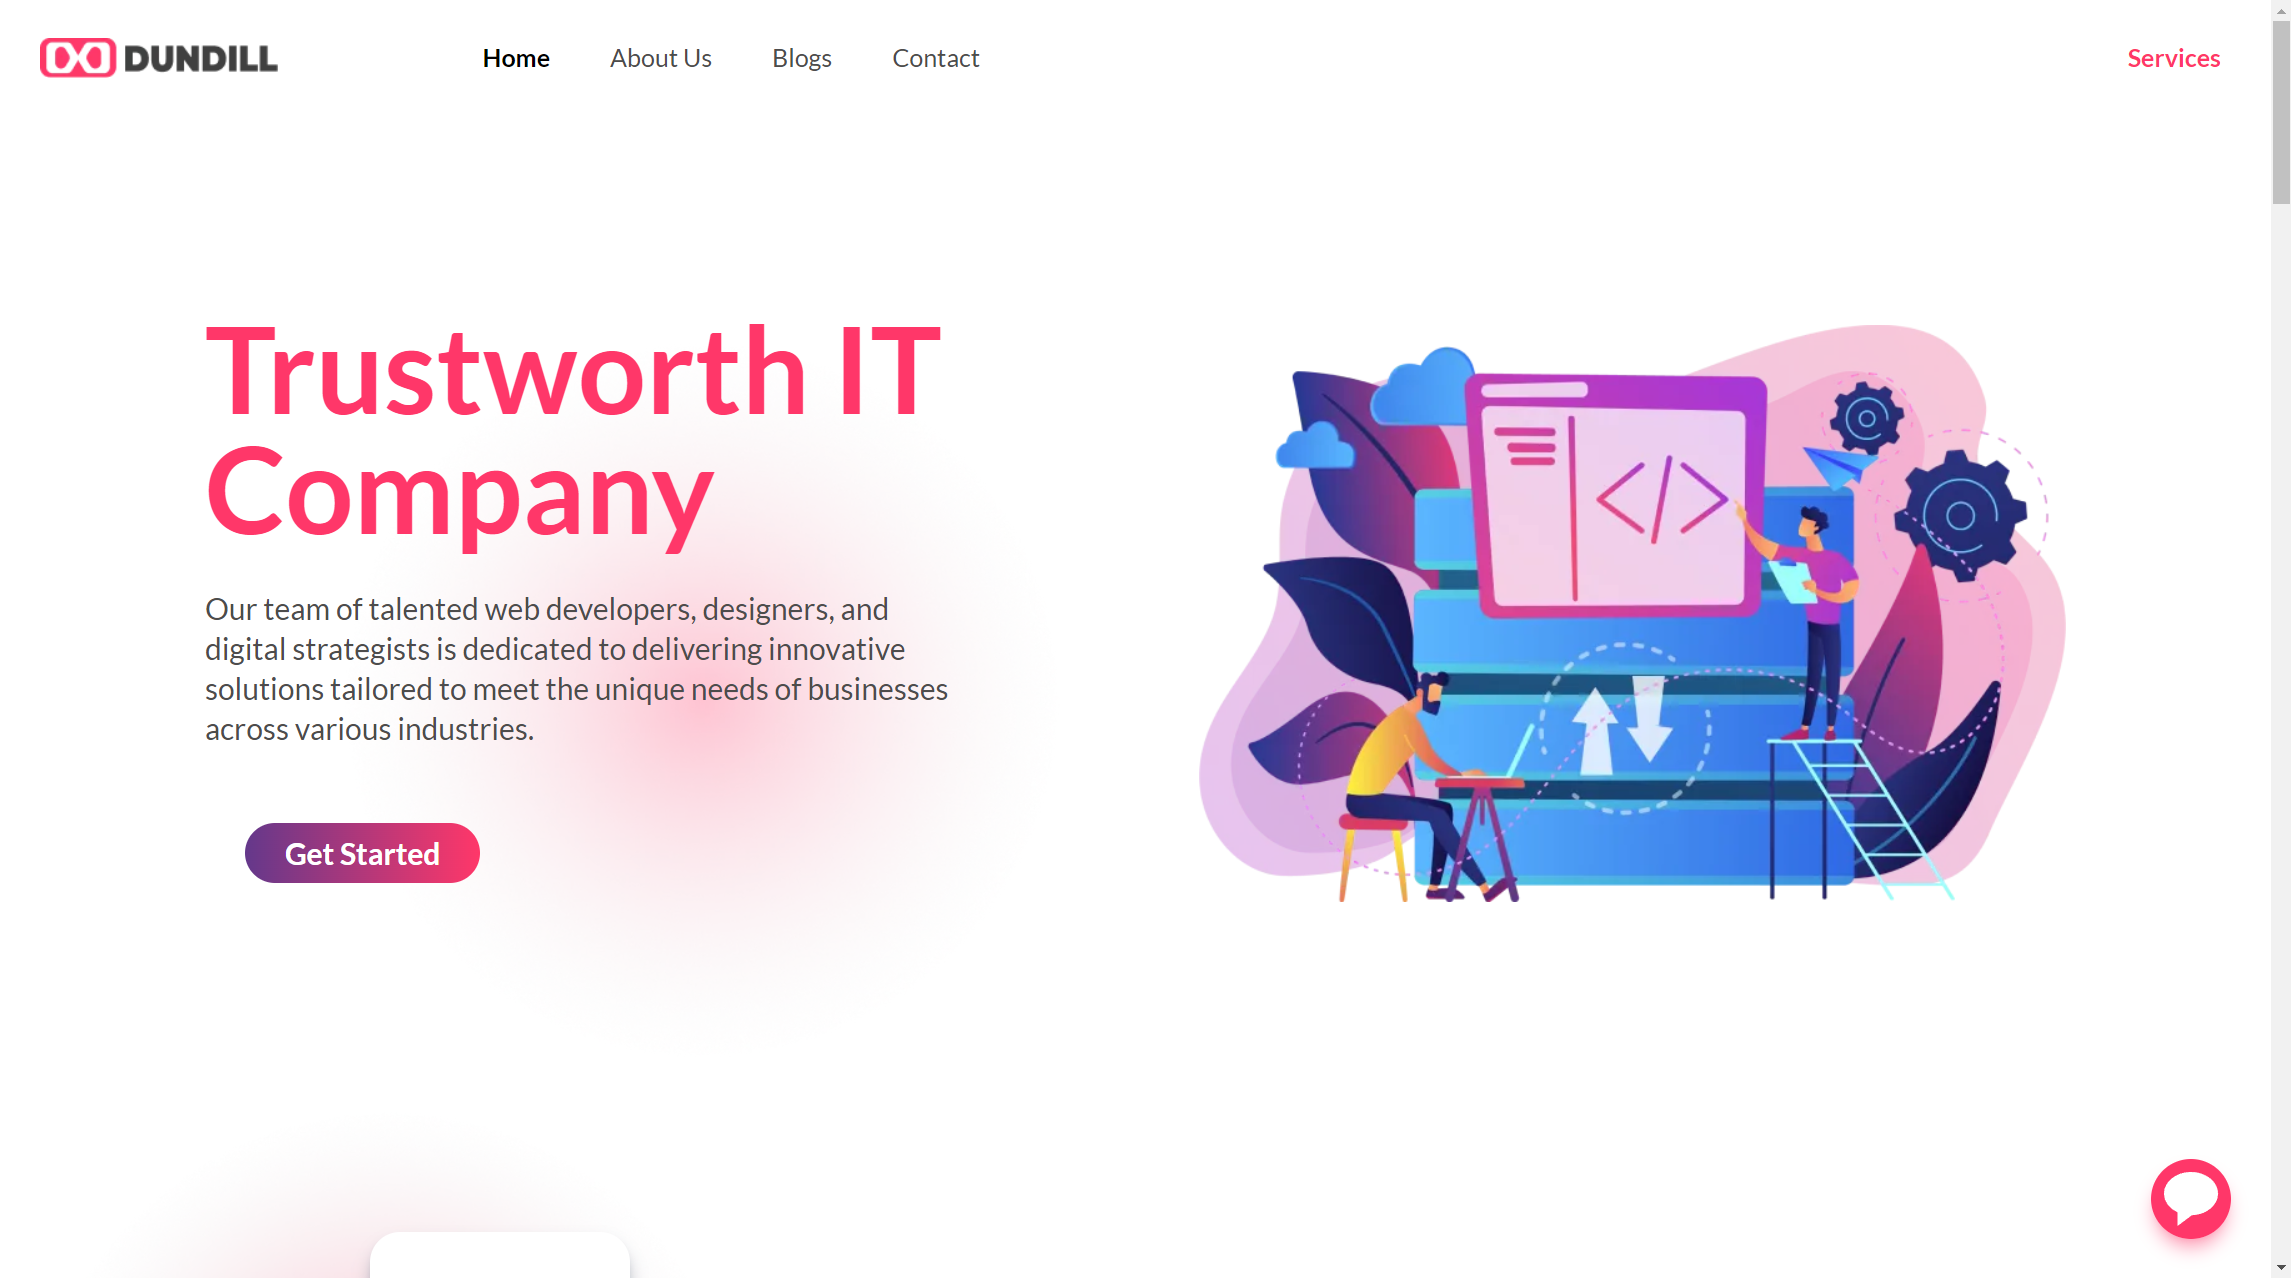 DUNDILL
Home About Us Blogs Contact Services
Trustworth IT
Company
Our team of talented web developers, designers, and
digital strategists is dedicated to delivering innovative
solutions tailored to meet the unique needs of businesses
across various industries.
Get Started